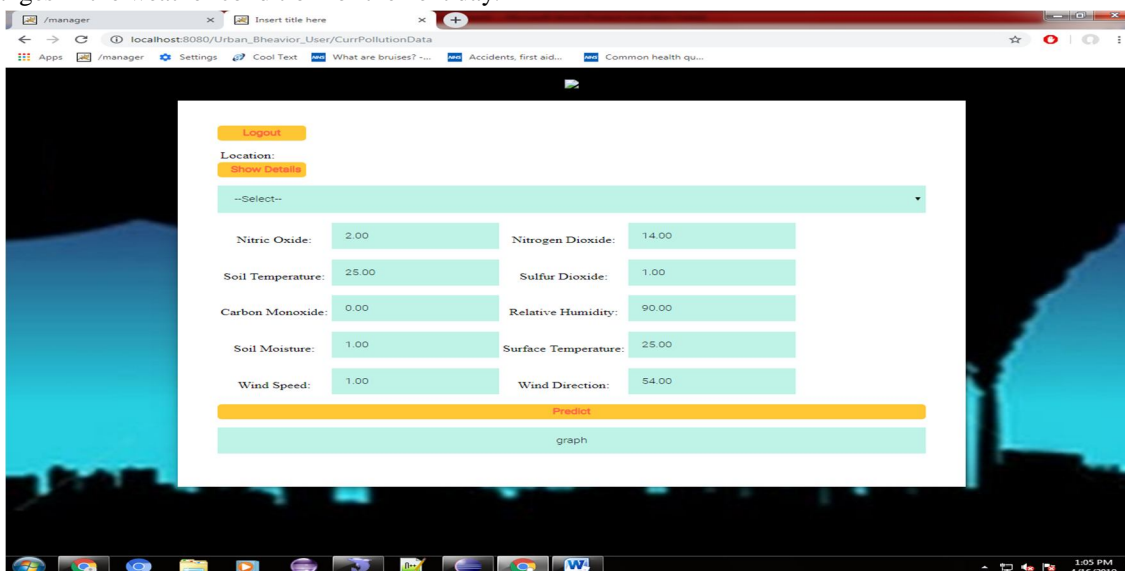 /manager
Insert title here
localhost:8080/Urban_Bheavior_User/CurrPollutionData
Apps /manager Settings Cool Text What are bruises? -... Accidents, first aid... Common health qu...
Logout
Location:
Show Details
--Select--
Nitric Oxide: 2.00 Nitrogen Dioxide: 14.00
Soil Temperature: 25.00 Sulfur Dioxide: 1.00
Carbon Monoxide: 0.00 Relative Humidity: 90.00
Soil Moisture: 1.00 Surface Temperature: 25.00
Wind Speed: 1.00 Wind Direction: 54.00
Predict
graph
1:05 PM